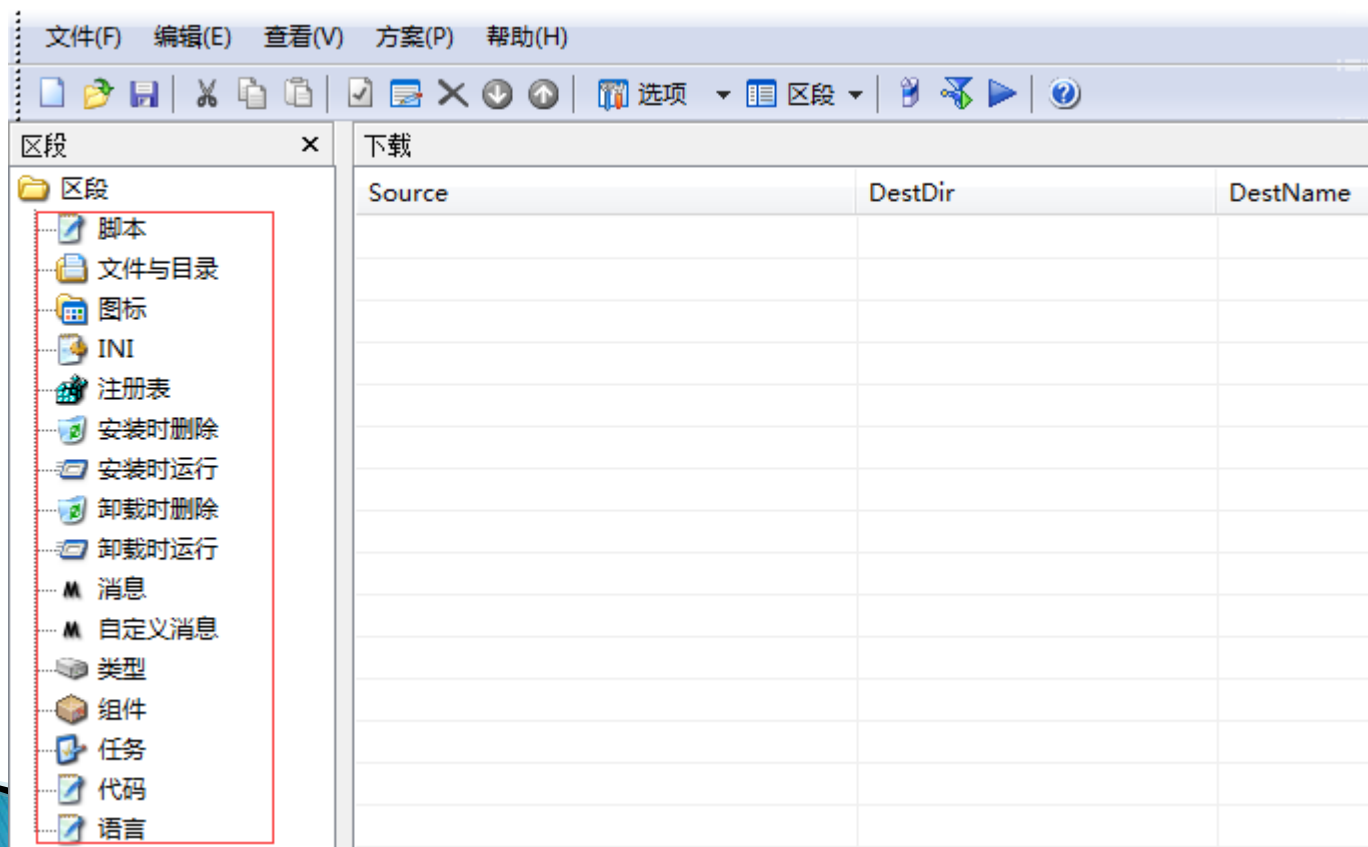 文件(F) 编辑(E) 查看(V) 方案(P) 帮助(H)
选项 区段
区段
下载
区段
Source DestDir DestName
脚本
文件与目录
图标
INI
注册表
安装时删除
安装时运行
卸载时删除
卸载时运行
消息
自定义消息
类型
组件
任务
代码
语言